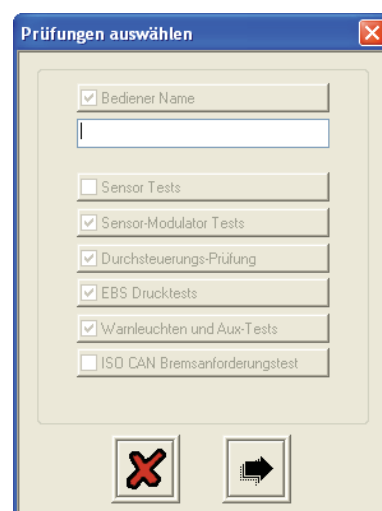 Prüfungen auswählen
Bediener Name
Sensor Tests
Sensor-Modulator Tests
Durchsteuerungs-Prüfung
EBS Drucktests
Warnleuchten und Aux-Tests
ISO CAN Bremsanforderungstest